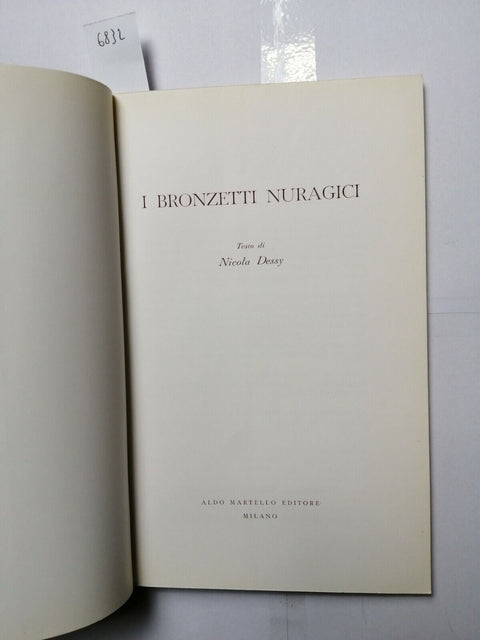 6832
I BRONZETTI NURAGICI
Testo di
Nicola Dessy
ALDO MARTELLO EDITORE
MILANO